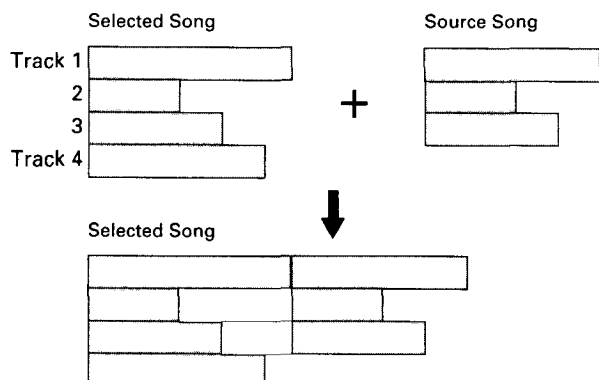 Selected Song
Source Song
Track 1
2
+
3
Track 4
Selected Song